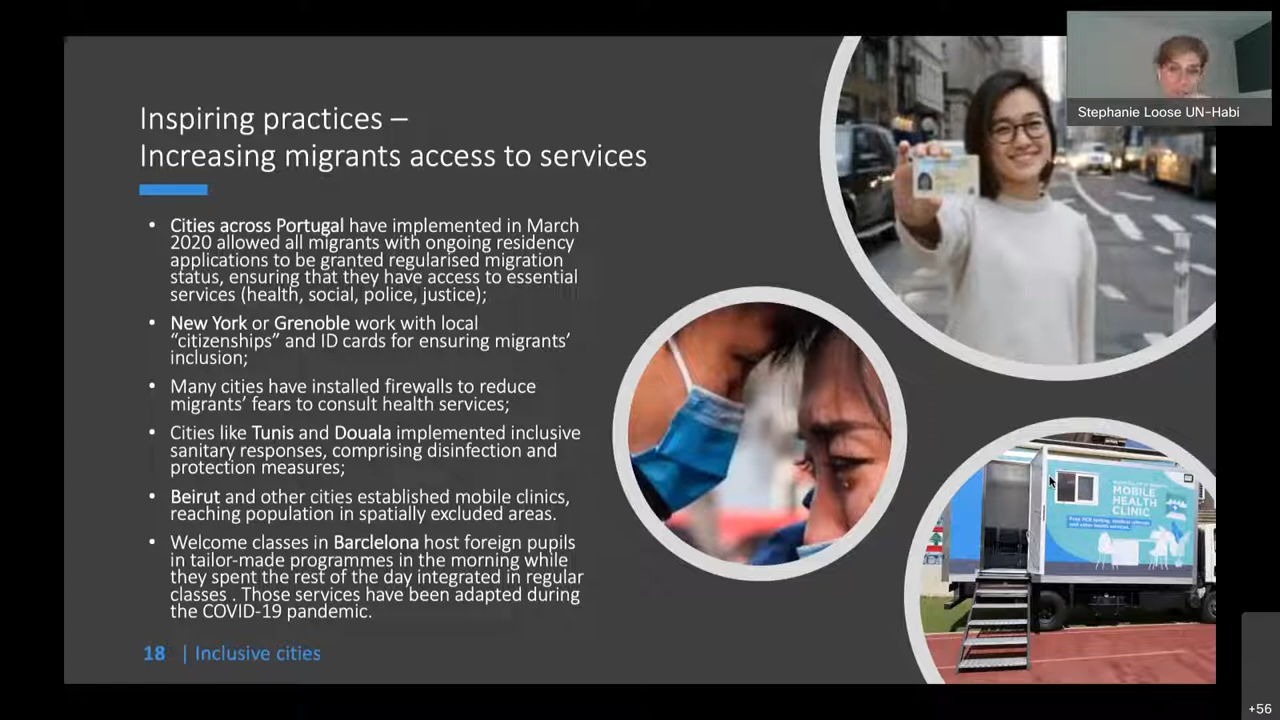 Inspiring practices –
Increasing migrants access to services
• Cities across Portugal have implemented in March
2020 allowed all migrants with ongoing residency
applications to be granted regularised migration
status, ensuring that they have access to essential
services (health, social, police, justice);
• New York or Grenoble work with local
“citizenships” and ID cards for ensuring migrants’
inclusion;
• Many cities have installed firewalls to reduce
migrants’ fears to consult health services;
• Cities like Tunis and Douala implemented inclusive
sanitary responses, comprising disinfection and
protection measures;
• Beirut and other cities established mobile clinics,
reaching population in spatially excluded areas.
• Welcome classes in Barclelona host foreign pupils
in tailor-made programmes in the morning while
they spent the rest of the day integrated in regular
classes . Those services have been adapted during
the COVID-19 pandemic.
18 | Inclusive cities
Stephanie Loose UN-Habi
MOBILE
HEALTH
CLINIC
+56